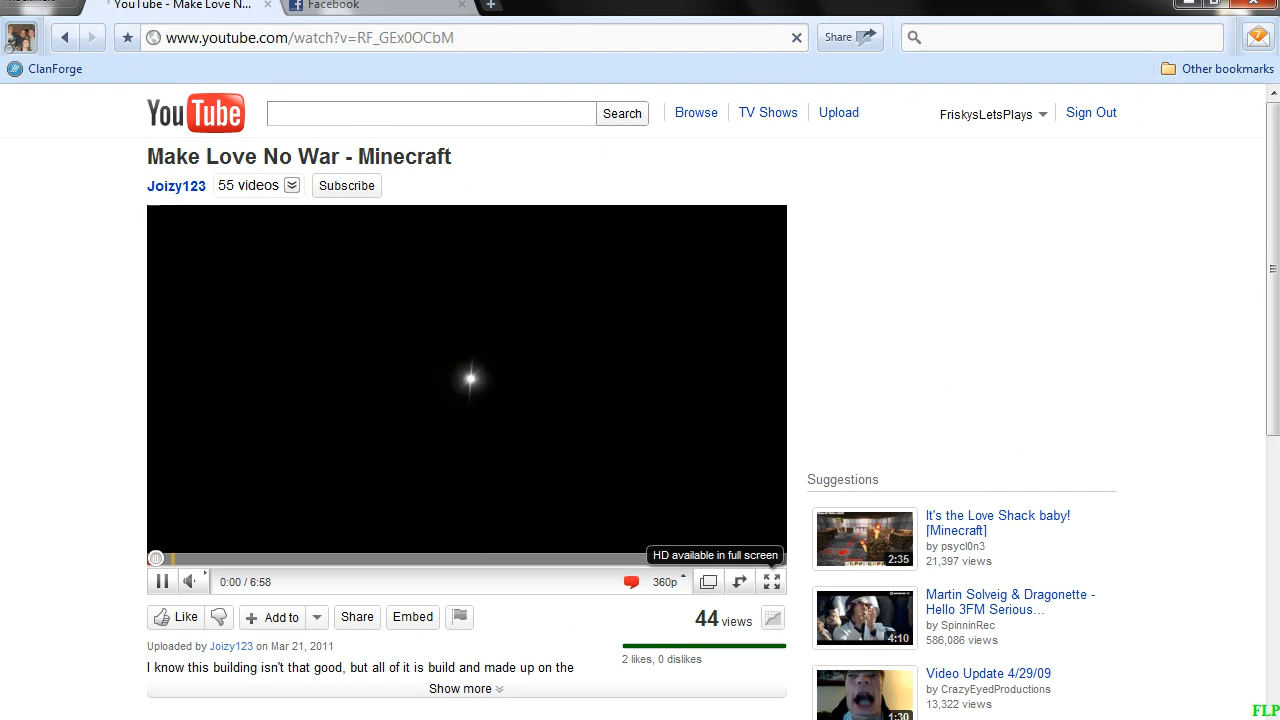 YouTube - Make Love N...
Facebook
www.youtube.com/watch?v=RF_GEx0OCbM
Share
7
ClanForge
Other bookmarks
YouTube
Search
Browse
TV Shows
Upload
FriskysLetsPlays
Sign Out
Make Love No War - Minecraft
Joizy123
55 videos
Subscribe
HD available in full screen
0:00 / 6:58
360p
Like
Add to
Share
Embed
44 views
Uploaded by Joizy123 on Mar 21, 2011
2 likes, 0 dislikes
I know this building isn't that good, but all of it is build and made up on the
Show more
Suggestions
2:35
It's the Love Shack baby!
[Minecraft]
by psycl0n3
21,397 views
4:10
Martin Solveig & Dragonette -
Hello 3FM Serious...
by SpinninRec
586,086 views
1:30
Video Update 4/29/09
by CrazyEyedProductions
13,322 views
FLP